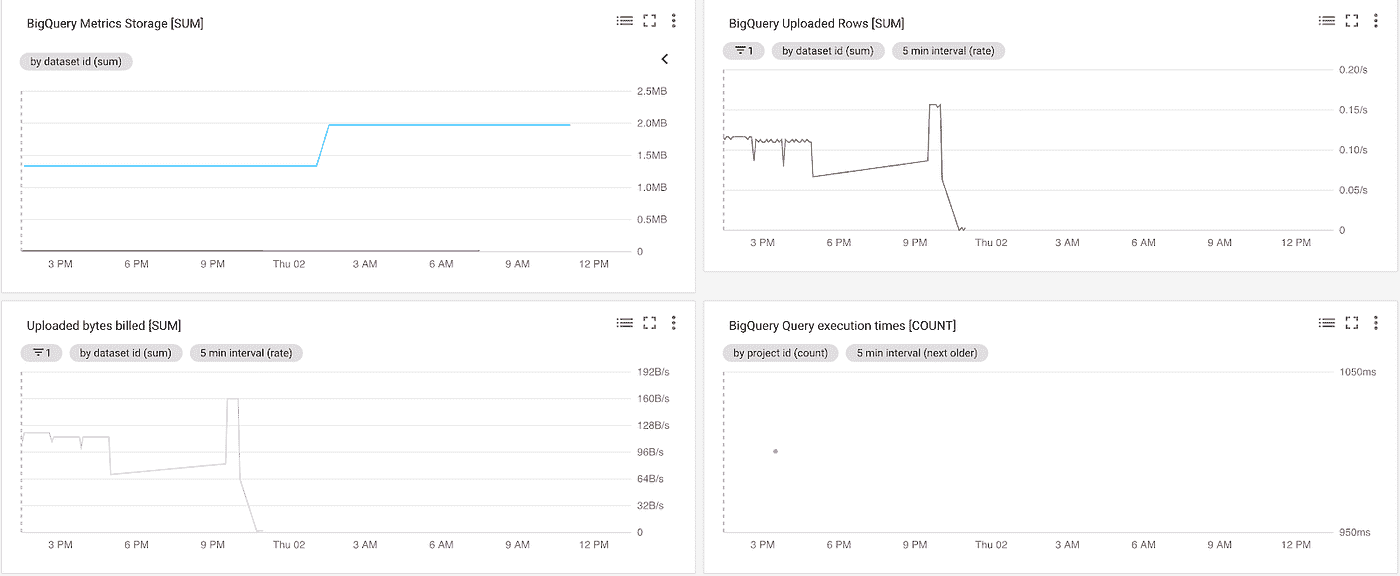 BigQuery Metrics Storage [SUM]
by dataset id (sum)
2.5MB
2.0MB
1.5MB
1.0MB
0.5MB
0
3 PM 6 PM 9 PM Thu 02 3 AM 6 AM 9 AM 12 PM
BigQuery Uploaded Rows [SUM]
1 by dataset id (sum) 5 min interval (rate)
0.20/s
0.15/s
0.10/s
0.05/s
0
3 PM 6 PM 9 PM Thu 02 3 AM 6 AM 9 AM 12 PM
Uploaded bytes billed [SUM]
1 by dataset id (sum) 5 min interval (rate)
192B/s
160B/s
128B/s
96B/s
64B/s
32B/s
0
3 PM 6 PM 9 PM Thu 02 3 AM 6 AM 9 AM 12 PM
BigQuery Query execution times [COUNT]
by project id (count) 5 min interval (next older)
1050ms
950ms
3 PM 6 PM 9 PM Thu 02 3 AM 6 AM 9 AM 12 PM